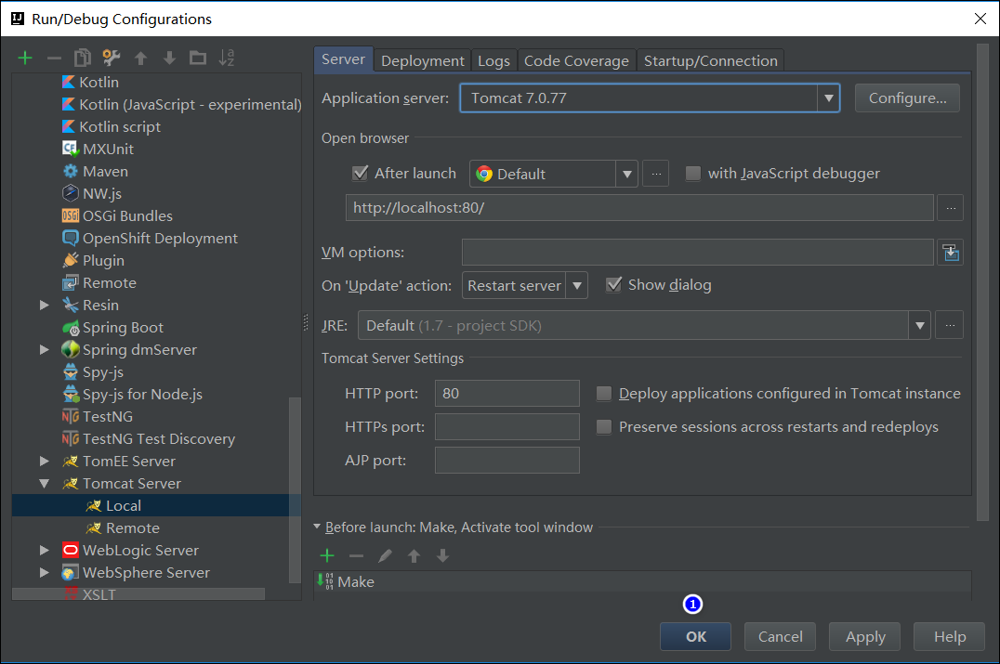 Run/Debug Configurations
Kotlin
Kotlin (JavaScript - experimental)
Kotlin script
MXUnit
Maven
NW.js
OSGi Bundles
OpenShift Deployment
Plugin
Remote
Resin
Spring Boot
Spring dmServer
Spy-js
Spy-js for Node.js
TestNG
TestNG Test Discovery
TomEE Server
Tomcat Server
Local
Remote
WebLogic Server
WebSphere Server
XSLT
Server Deployment Logs Code Coverage Startup/Connection
Application server: Tomcat 7.0.77 Configure...
Open browser
After launch Default ... with JavaScript debugger
http://localhost:80/ ...
VM options:
On 'Update' action: Restart server Show dialog
JRE: Default (1.7 - project SDK) ...
Tomcat Server Settings
HTTP port: 80 Deploy applications configured in Tomcat instance
HTTPs port: Preserve sessions across restarts and redeploys
AJP port:
Before launch: Make, Activate tool window
Make
1
OK Cancel Apply Help